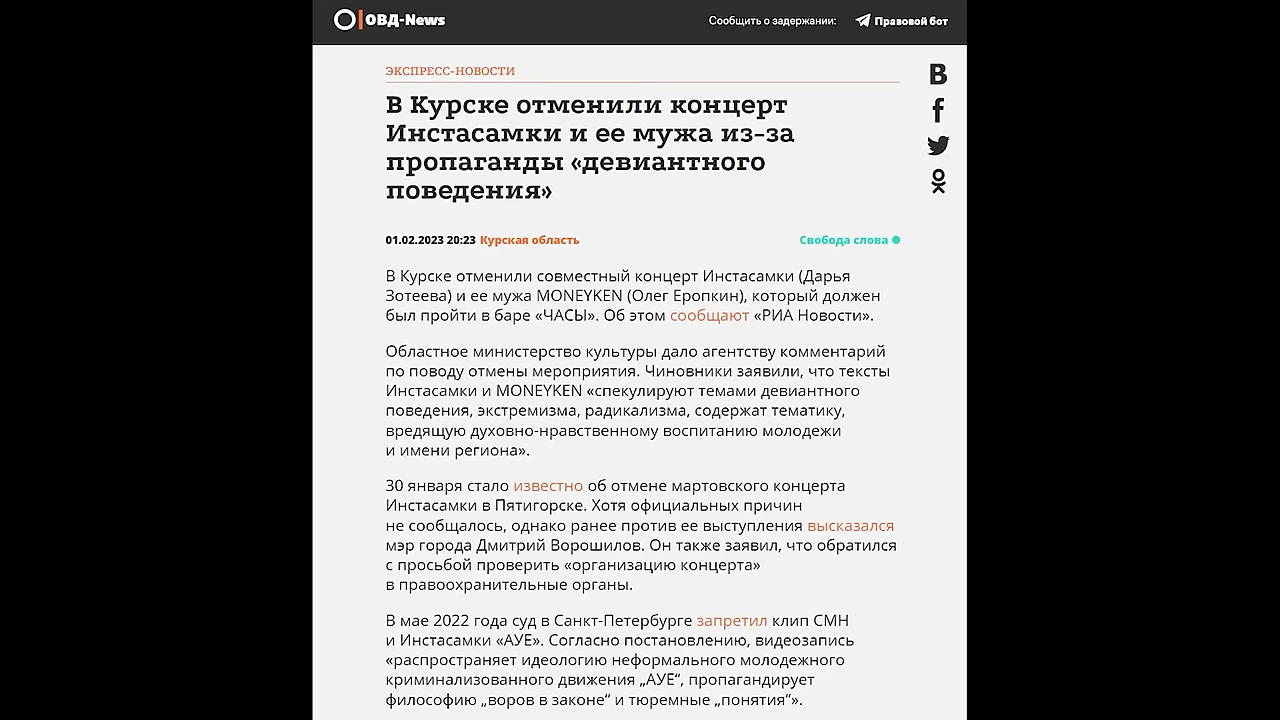 ОВД-News
Сообщить о задержании:
Правовой бот
ЭКСПРЕСС-НОВОСТИ
В Курске отменили концерт
Инстасамки и ее мужа из-за
пропаганды «девиантного
поведения»
01.02.2023 20:23 Курская область
Свобода слова
В Курске отменили совместный концерт Инстасамки (Дарья
Зотеева) и ее мужа MONEYKEN (Олег Еропкин), который должен
был пройти в баре «ЧАСЫ». Об этом сообщают «РИА Новости».
Областное министерство культуры дало агентству комментарий
по поводу отмены мероприятия. Чиновники заявили, что тексты
Инстасамки и MONEYKEN «спекулируют темами девиантного
поведения, экстремизма, радикализма, содержат тематику,
вредящую духовно-нравственному воспитанию молодежи
и имени региона».
30 января стало известно об отмене мартовского концерта
Инстасамки в Пятигорске. Хотя официальных причин
не сообщалось, однако ранее против ее выступления высказался
мэр города Дмитрий Ворошилов. Он также заявил, что обратился
с просьбой проверить «организацию концерта»
в правоохранительные органы.
В мае 2022 года суд в Санкт-Петербурге запретил клип СМН
и Инстасамки «АУЕ». Согласно постановлению, видеозапись
«распространяет идеологию неформального молодежного
криминализованного движения „АУЕ“, пропагандирует
философию „воров в законе“ и тюремные „понятия“».